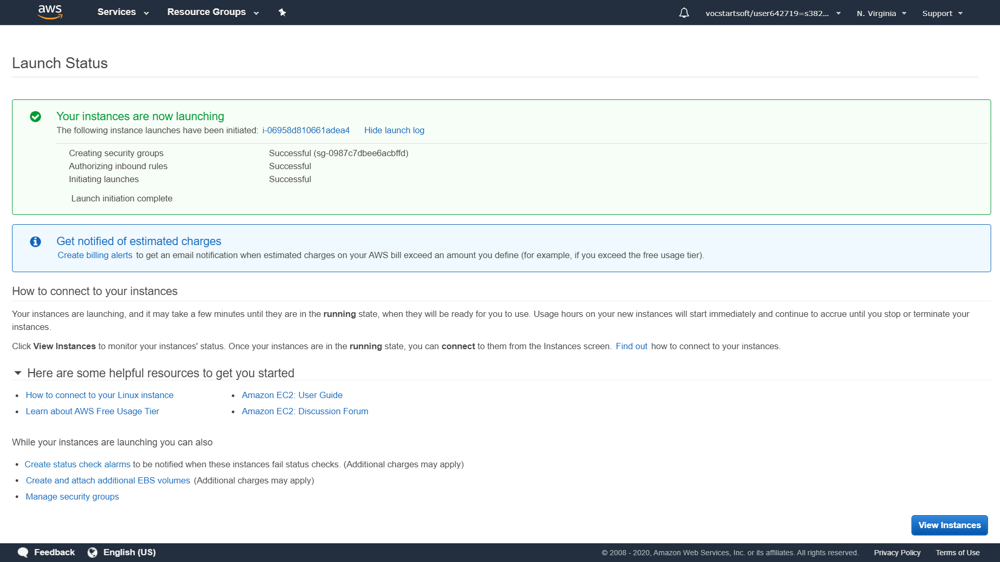 aws Services Resource Groups vocstartsoft/user642719=s382... N. Virginia Support
Launch Status
Your instances are now launching
The following instance launches have been initiated: i-06958d810661adea4 Hide launch log
Creating security groups Successful (sg-0987c7dbee6acbffd)
Authorizing inbound rules Successful
Initiating launches Successful
Launch initiation complete
Get notified of estimated charges
Create billing alerts to get an email notification when estimated charges on your AWS bill exceed an amount you define (for example, if you exceed the free usage tier).
How to connect to your instances
Your instances are launching, and it may take a few minutes until they are in the running state, when they will be ready for you to use. Usage hours on your new instances will start immediately and continue to accrue until you stop or terminate your
instances.
Click View Instances to monitor your instances' status. Once your instances are in the running state, you can connect to them from the Instances screen. Find out how to connect to your instances.
Here are some helpful resources to get you started
• How to connect to your Linux instance • Amazon EC2: User Guide
• Learn about AWS Free Usage Tier • Amazon EC2: Discussion Forum
While your instances are launching you can also
• Create status check alarms to be notified when these instances fail status checks. (Additional charges may apply)
• Create and attach additional EBS volumes (Additional charges may apply)
• Manage security groups
View Instances
Feedback English (US) © 2008 - 2020, Amazon Web Services, Inc. or its affiliates. All rights reserved. Privacy Policy Terms of Use